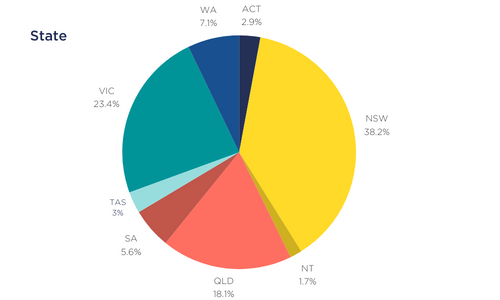 State
WA
7.1%
ACT
2.9%
NSW
38.2%
NT
1.7%
QLD
18.1%
SA
5.6%
TAS
3%
VIC
23.4%